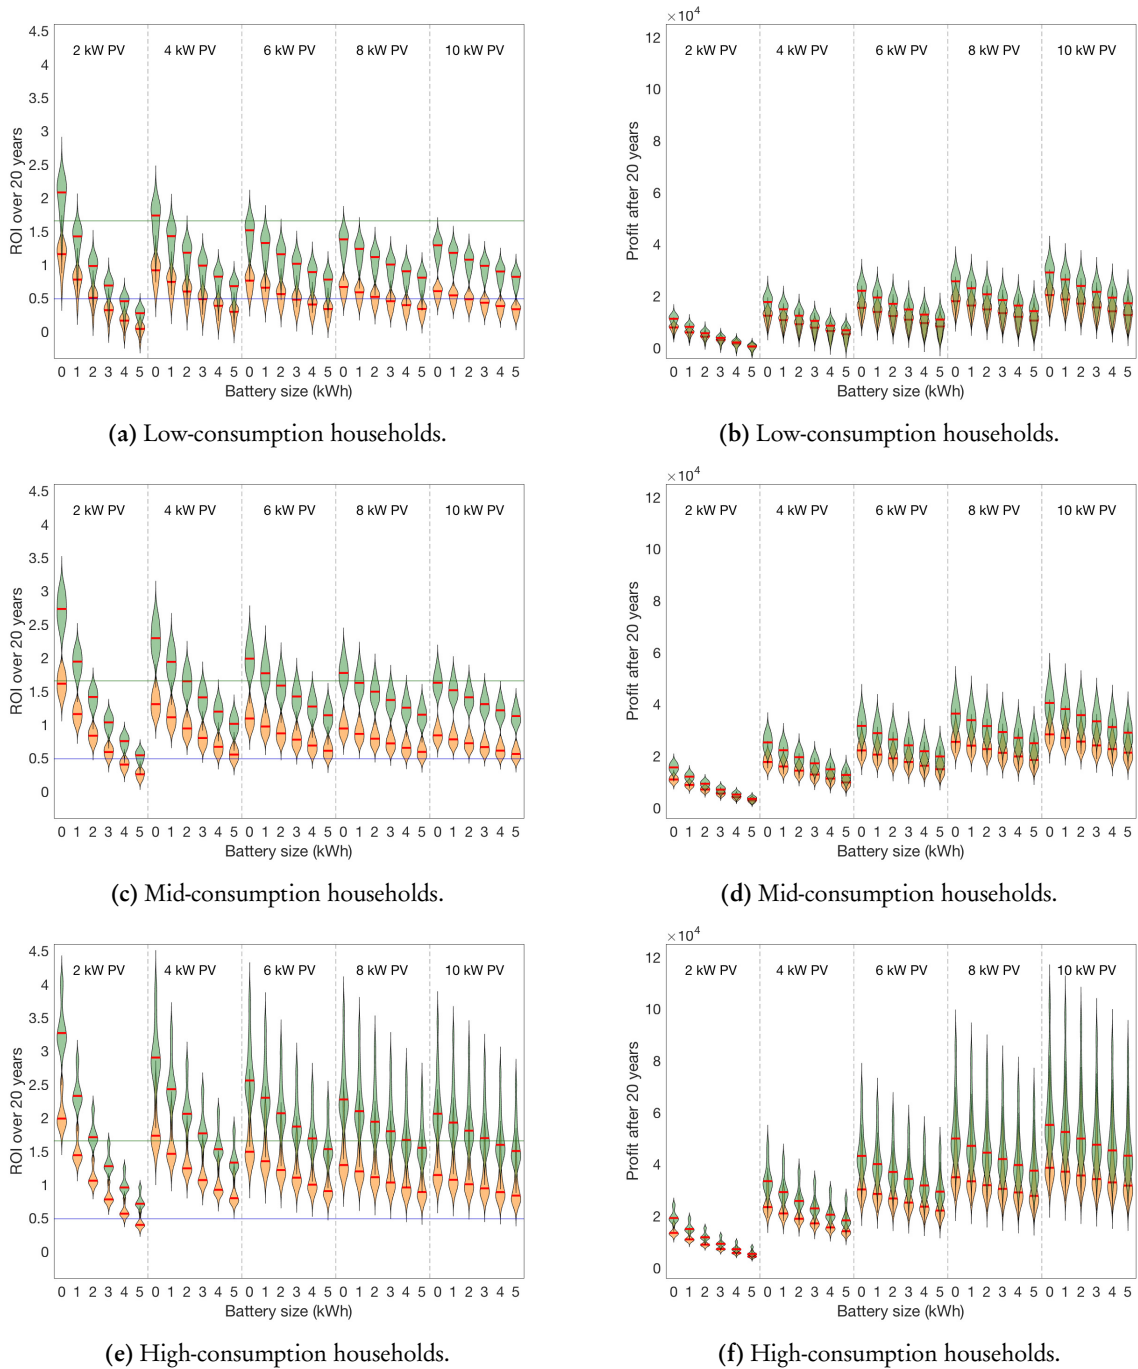 4.5
4
3.5
3
2.5
2
1.5
1
0.5
0
ROI over 20 years
2 kW PV 4 kW PV 6 kW PV 8 kW PV 10 kW PV
0 1 2 3 4 5 0 1 2 3 4 5 0 1 2 3 4 5 0 1 2 3 4 5 0 1 2 3 4 5
Battery size (kWh)
(a) Low-consumption households.
×10⁴
12
10
8
6
4
2
0
Profit after 20 years
2 kW PV 4 kW PV 6 kW PV 8 kW PV 10 kW PV
0 1 2 3 4 5 0 1 2 3 4 5 0 1 2 3 4 5 0 1 2 3 4 5 0 1 2 3 4 5
Battery size (kWh)
(b) Low-consumption households.
4.5
4
3.5
3
2.5
2
1.5
1
0.5
0
ROI over 20 years
2 kW PV 4 kW PV 6 kW PV 8 kW PV 10 kW PV
0 1 2 3 4 5 0 1 2 3 4 5 0 1 2 3 4 5 0 1 2 3 4 5 0 1 2 3 4 5
Battery size (kWh)
(c) Mid-consumption households.
×10⁴
12
10
8
6
4
2
0
Profit after 20 years
2 kW PV 4 kW PV 6 kW PV 8 kW PV 10 kW PV
0 1 2 3 4 5 0 1 2 3 4 5 0 1 2 3 4 5 0 1 2 3 4 5 0 1 2 3 4 5
Battery size (kWh)
(d) Mid-consumption households.
4.5
4
3.5
3
2.5
2
1.5
1
0.5
0
ROI over 20 years
2 kW PV 4 kW PV 6 kW PV 8 kW PV 10 kW PV
0 1 2 3 4 5 0 1 2 3 4 5 0 1 2 3 4 5 0 1 2 3 4 5 0 1 2 3 4 5
Battery size (kWh)
(e) High-consumption households.
×10⁴
12
10
8
6
4
2
0
Profit after 20 years
2 kW PV 4 kW PV 6 kW PV 8 kW PV 10 kW PV
0 1 2 3 4 5 0 1 2 3 4 5 0 1 2 3 4 5 0 1 2 3 4 5 0 1 2 3 4 5
Battery size (kWh)
(f) High-consumption households.